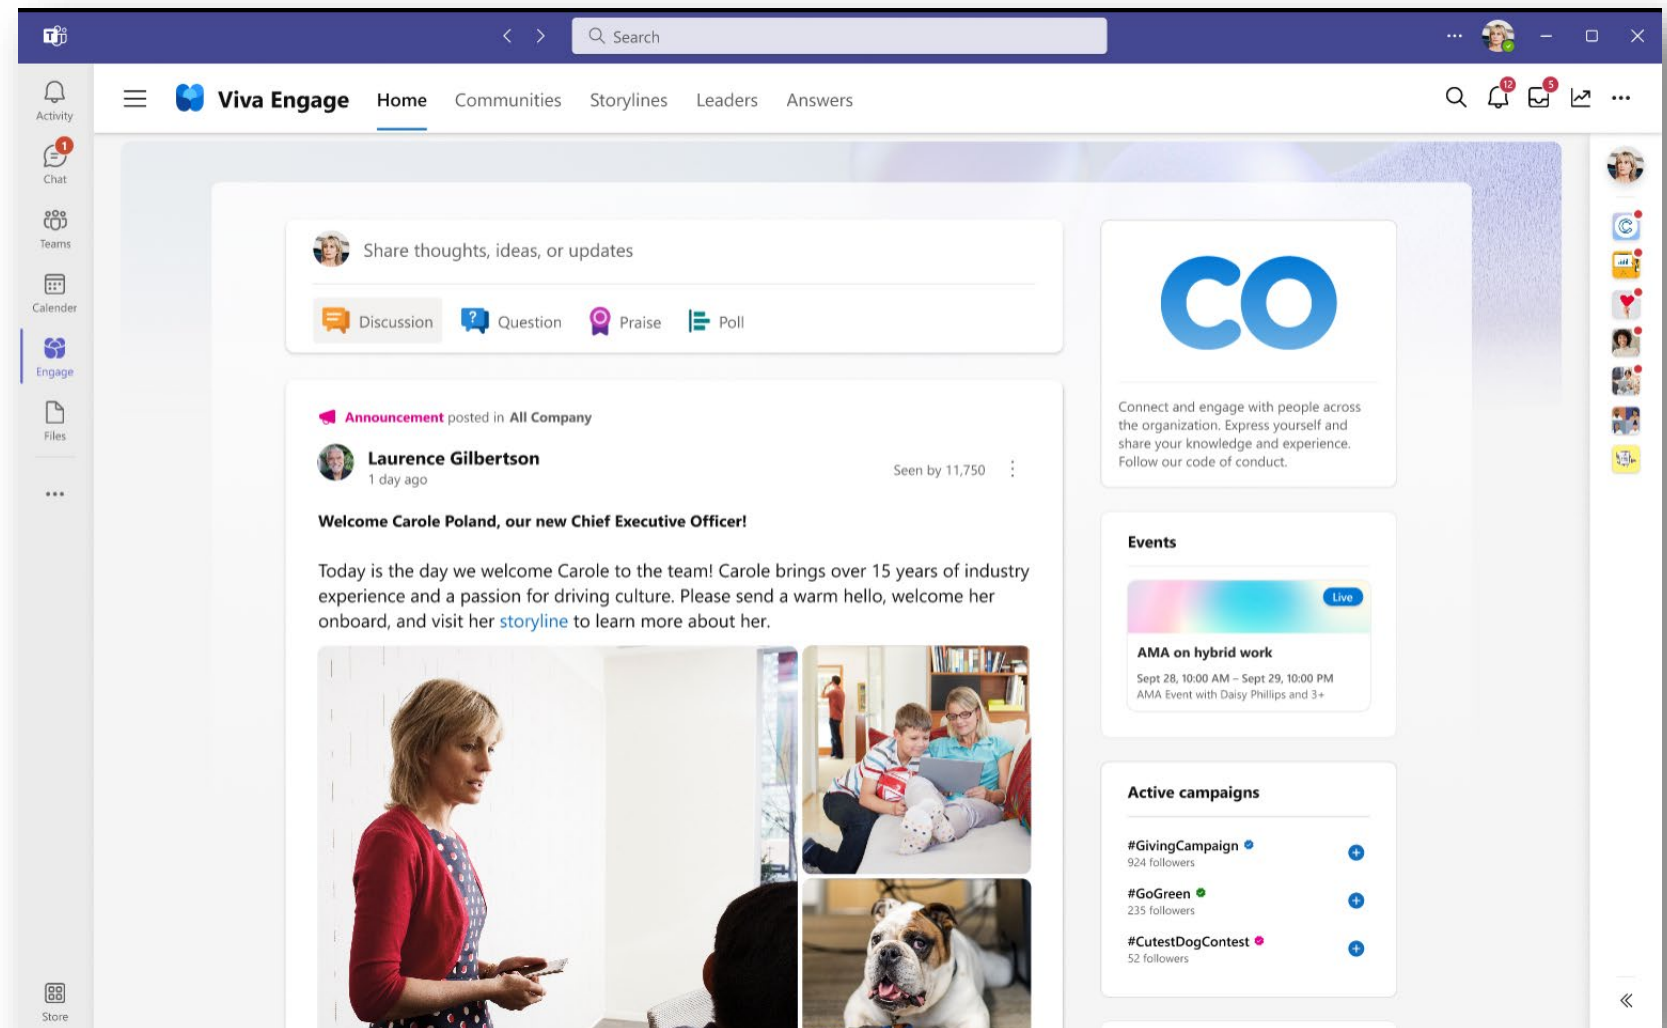 Search
Activity
1
Chat
Teams
Calender
Engage
Files
Store
Viva Engage
Home
Communities
Storylines
Leaders
Answers
12
5
Share thoughts, ideas, or updates
Discussion
Question
Praise
Poll
Announcement posted in All Company
Laurence Gilbertson
1 day ago
Seen by 11,750
Welcome Carole Poland, our new Chief Executive Officer!
Today is the day we welcome Carole to the team! Carole brings over 15 years of industry
experience and a passion for driving culture. Please send a warm hello, welcome her
onboard, and visit her storyline to learn more about her.
CO
Connect and engage with people across
the organization. Express yourself and
share your knowledge and experience.
Follow our code of conduct.
Events
Live
AMA on hybrid work
Sept 28, 10:00 AM – Sept 29, 10:00 PM
AMA Event with Daisy Phillips and 3+
Active campaigns
#GivingCampaign
924 followers
#GoGreen
235 followers
#CutestDogContest
52 followers